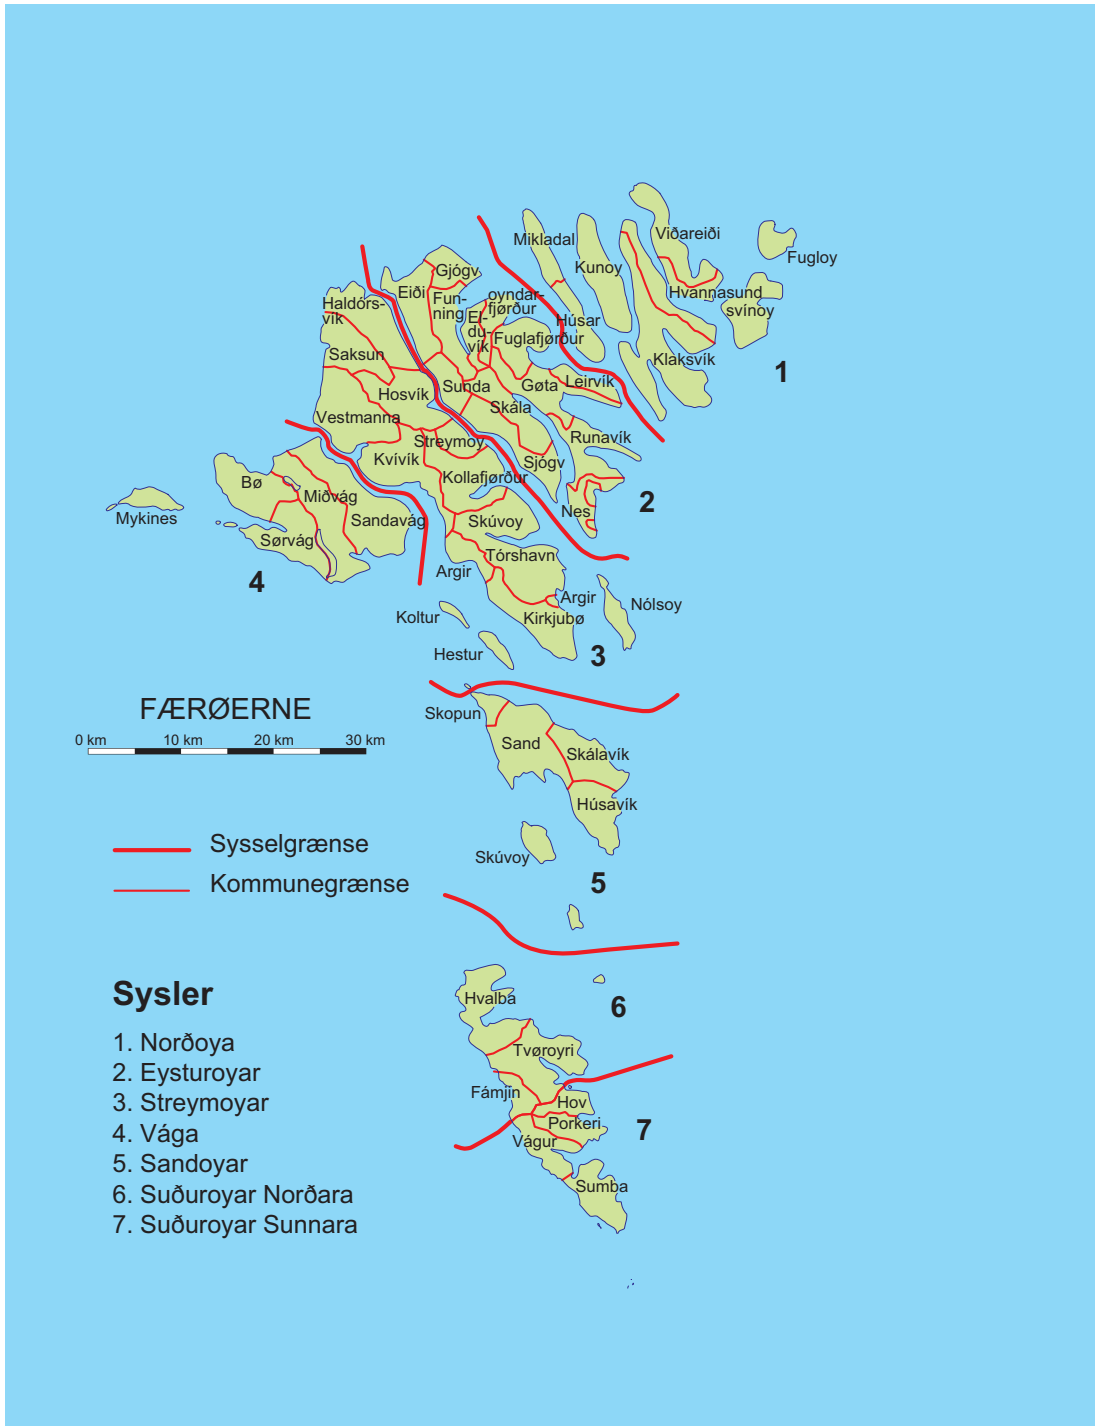 Mikladal
Viðareiði
Fugloy
Kunoy
Gjógv
Eiði
Hvannasund
svínoy
Haldórs-
vík
Fun-
ning
oyndar-
fjørður
El-
du-
vík
Húsar
Fuglafjørður
Saksun
Klaksvík
1
Hosvík
Sunda
Gøta
Leirvík
Skála
Vestmanna
Streymoy
Runavík
Kvívík
Kollafjørður
Sjógv
Bø
Miðvág
2
Mykines
Sandavág
Skúvoy
Nes
Sørvág
Tórshavn
4
Argir
Argir
Nólsoy
Koltur
Kirkjubø
Hestur
3
FÆRØERNE
0 km 10 km 20 km 30 km
Skopun
Sand
Skálavík
Húsavík
Skúvoy
Sysselgrænse
Kommunegrænse
5
Hvalba
6
Tvøroyri
Fámjin
Hov
Porkeri
7
Vágur
Sumba
Sysler
1. Norðoya
2. Eysturoyar
3. Streymoyar
4. Vága
5. Sandoyar
6. Suðuroyar Norðara
7. Suðuroyar Sunnara